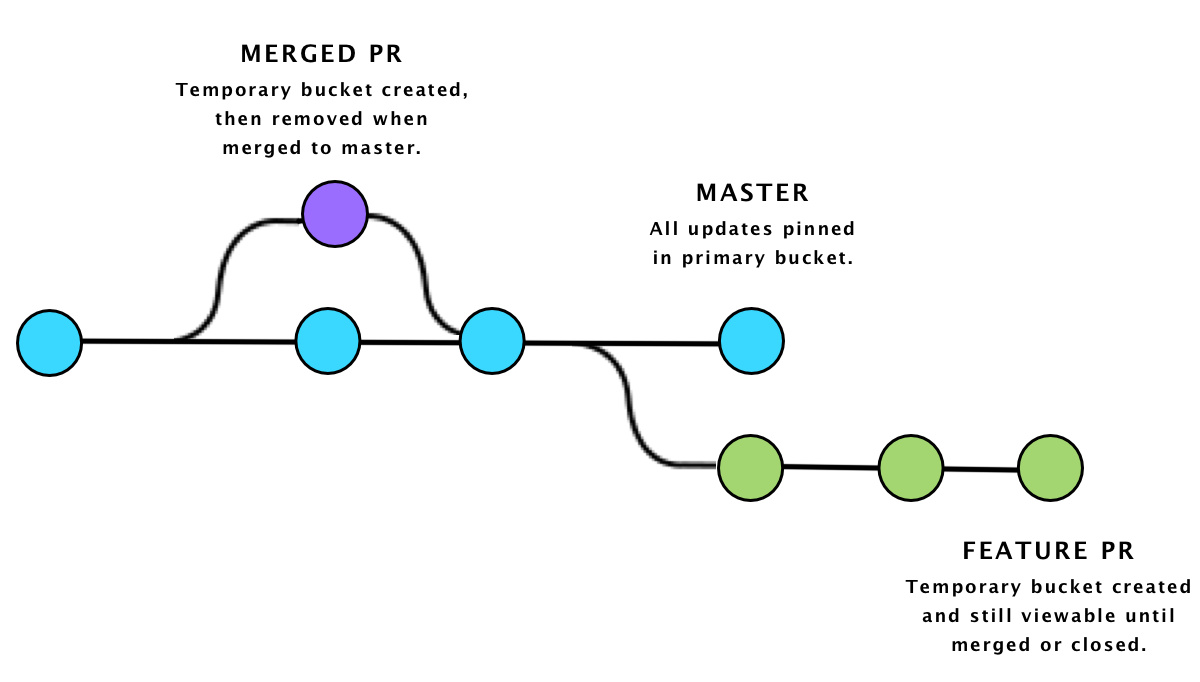 MERGED PR
Temporary bucket created,
then removed when
merged to master.
MASTER
All updates pinned
in primary bucket.
FEATURE PR
Temporary bucket created
and still viewable until
merged or closed.